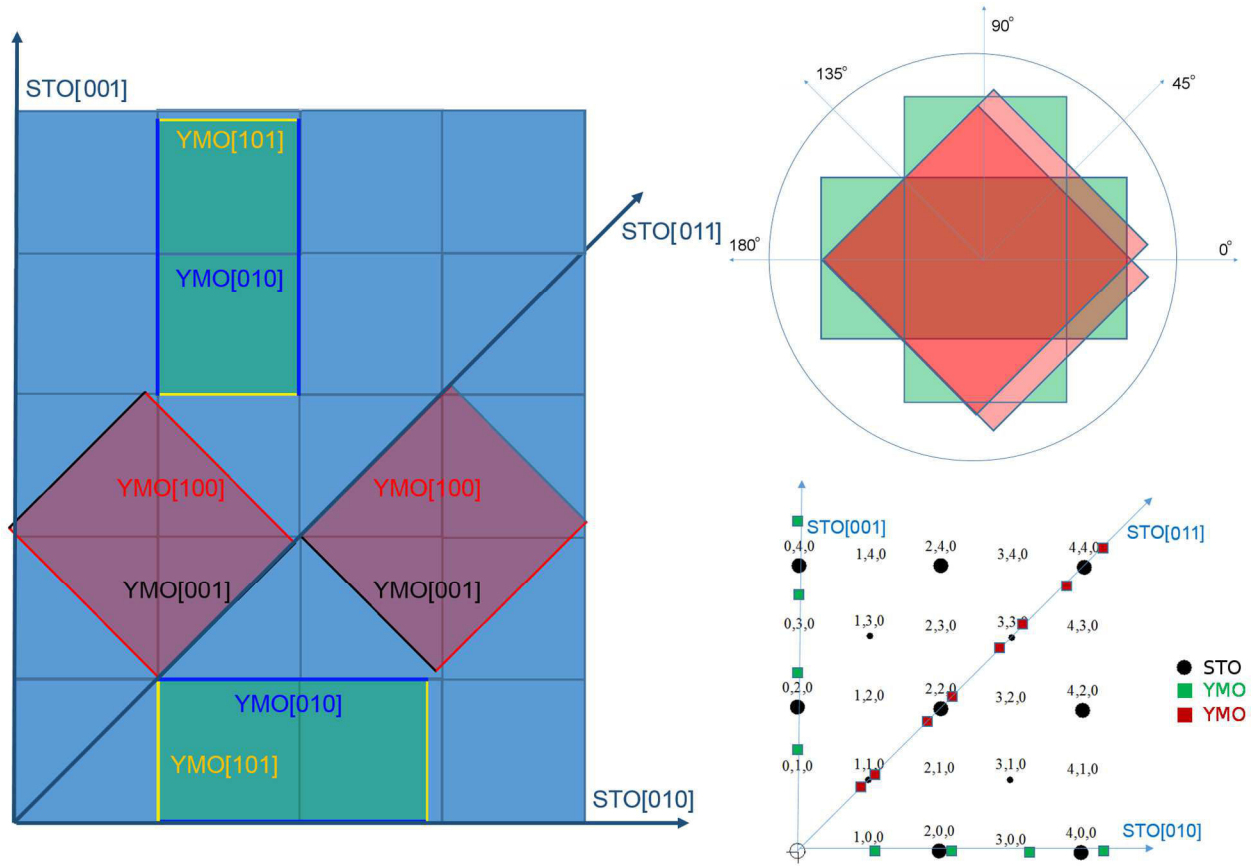 STO[001]
YMO[101]
STO[011]
YMO[010]
YMO[100]
YMO[100]
YMO[001]
YMO[001]
YMO[010]
YMO[101]
STO[010]
90°
135°
45°
180°
0°
STO[001]
STO[011]
0,4,0
1,4,0
2,4,0
3,4,0
4,4,0
0,3,0
1,3,0
2,3,0
3,3,0
4,3,0
0,2,0
1,2,0
2,2,0
3,2,0
4,2,0
0,1,0
1,1,0
2,1,0
3,1,0
4,1,0
1,0,0
2,0,0
3,0,0
4,0,0
STO[010]
STO
YMO
YMO